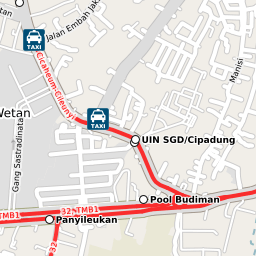 Jalan Embah Jak
TAXI
Cicaheum-Cileunyi
Manisi
Wetan
TAXI
UIN SGD/Cipadung
Gang Sastradinata
Pool Budiman
32 TMB1
TMB1
Panyileukan